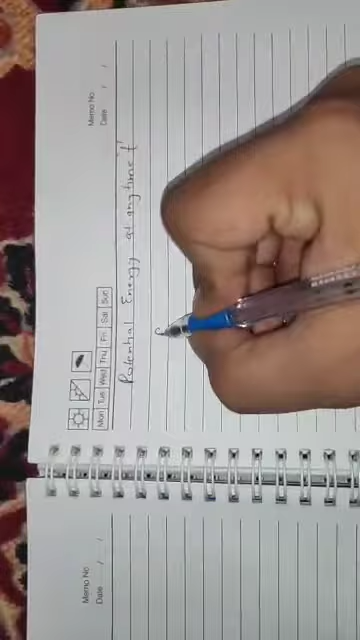 Memo No.
Date / /
Mon Tue Wed Thu Fri Sat Sun
Potential Energy at any time 't'
Memo No.
Date / /